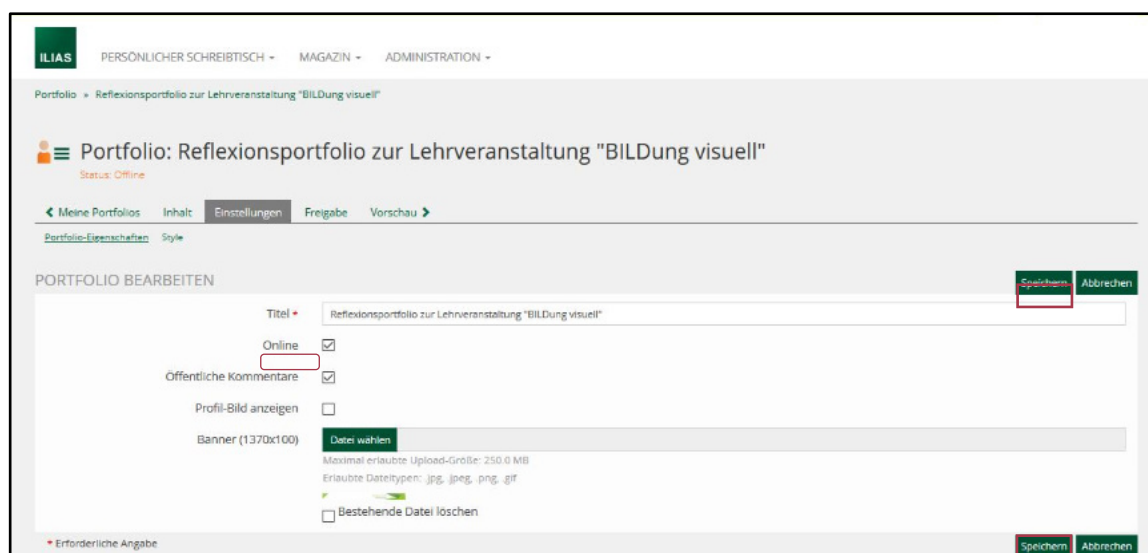 ILIAS PERSÖNLICHER SCHREIBTISCH MAGAZIN ADMINISTRATION
Portfolio » Reflexionsportfolio zur Lehrveranstaltung "BILDung visuell"
Portfolio: Reflexionsportfolio zur Lehrveranstaltung "BILDung visuell"
Status: Offline
Meine Portfolios Inhalt Einstellungen Freigabe Vorschau
Portfolio-Eigenschaften Style
PORTFOLIO BEARBEITEN Speichern Abbrechen
Titel * Reflexionsportfolio zur Lehrveranstaltung "BILDung visuell"
Online
Öffentliche Kommentare
Profil-Bild anzeigen
Banner (1370x100) Datei wählen
Maximal erlaubte Upload-Größe: 250.0 MB
Erlaubte Dateitypen: .jpg, .jpeg, .png, .gif
Bestehende Datei löschen
* Erforderliche Angabe Speichern Abbrechen